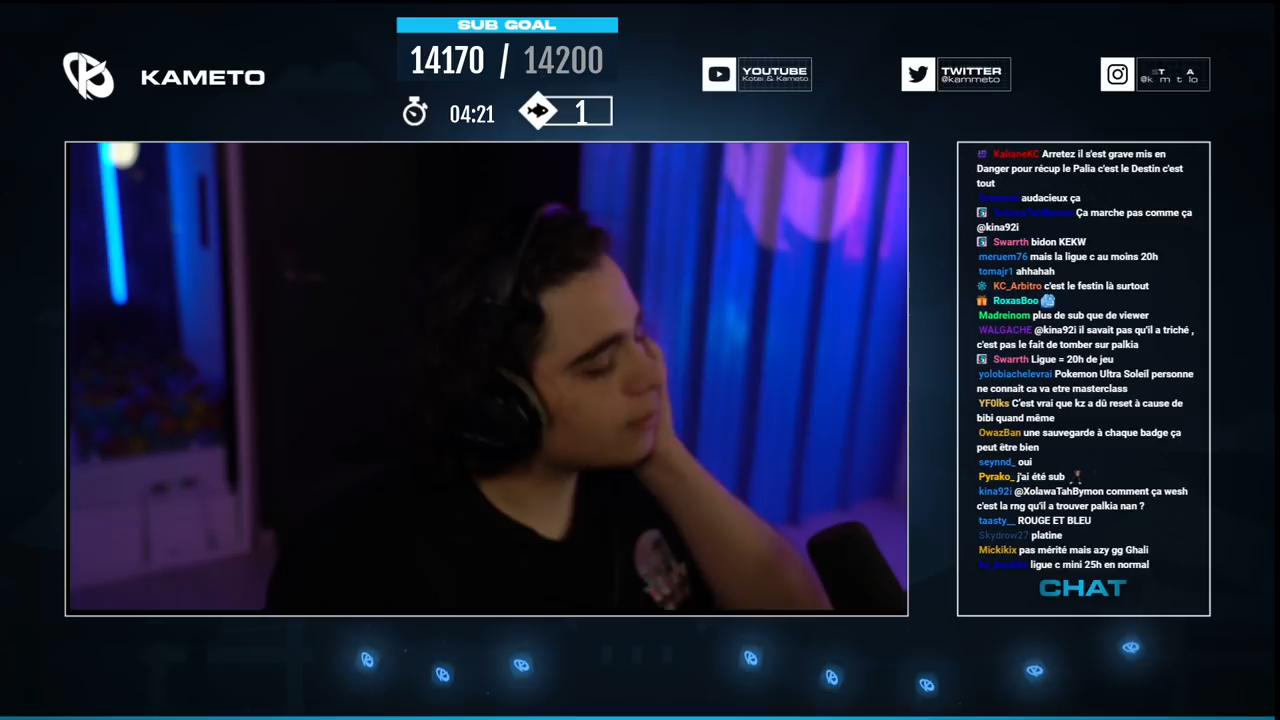 SUB GOAL
14170 / 14200
KAMETO
YOUTUBE
Kotei & Kameto
TWITTER
@kammeto
04:21
1
KalianeKC Arretez il s'est grave mis en
Danger pour récup le Palia c'est le Destin c'est
tout
audacieux ça
Ça marche pas comme ça
@kina92i
Swarrth bidon KEKW
meruem76 mais la ligue c au moins 20h
tomajr1 ahhahah
KC_Arbitro c'est le festin là surtout
RoxasBoo
Madreinom plus de sub que de viewer
WALGACHE @kina92i il savait pas qu'il a triché ,
c'est pas le fait de tomber sur palkia
Swarrth Ligue = 20h de jeu
yolobiachelevrai Pokemon Ultra Soleil personne
ne connait ca va etre masterclass
YF0lks C'est vrai que kz a dû reset à cause de
bibi quand même
OwazBan une sauvegarde à chaque badge ça
peut être bien
seynnd_ oui
Pyrako_ j'ai été sub
kina92i @XolawaTahBymon comment ça wesh
c'est la rng qu'il a trouver palkia nan ?
taasty__ ROUGE ET BLEU
Skydrow27 platine
Mickikix pas mérité mais azy gg Ghali
ligue c mini 25h en normal
CHAT